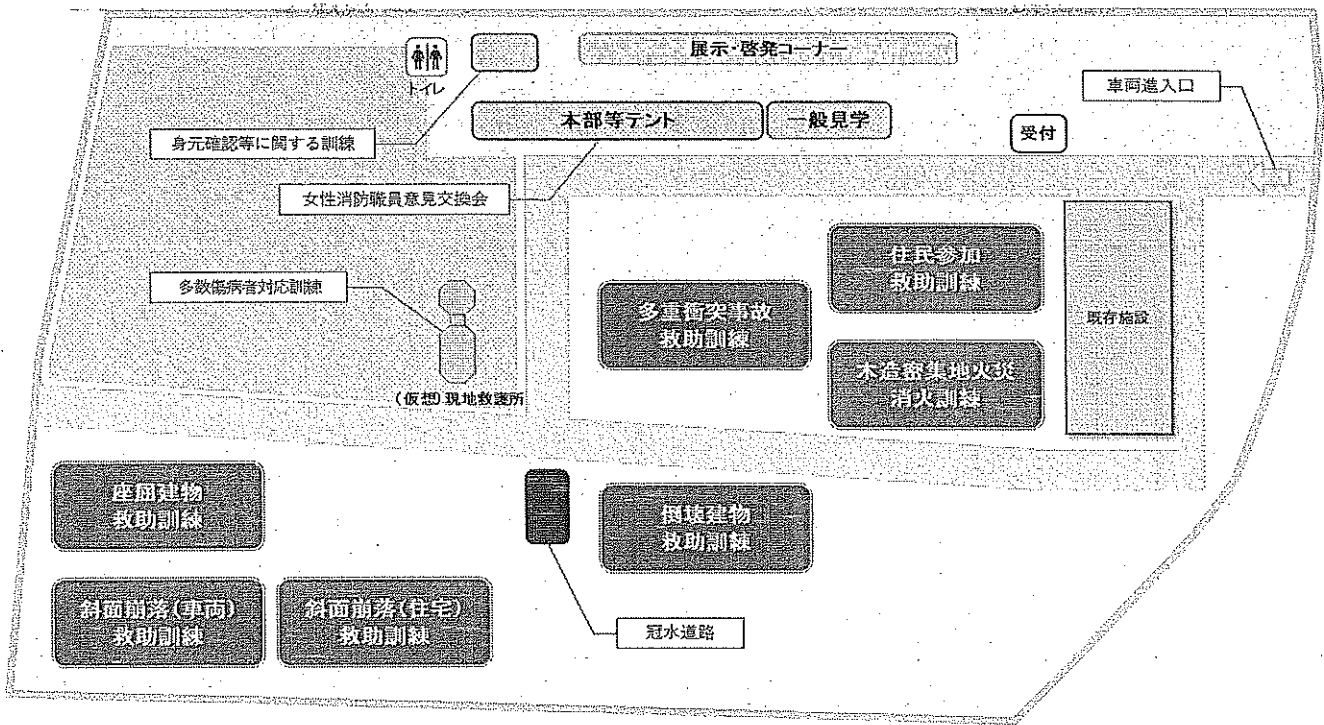 展示・啓発コーナー
トイレ
車両進入口
本部等テント
一般見学
受付
身元確認等に関する訓練
女性消防職員意見交換会
住民参加
救助訓練
多数傷病者対応訓練
多重衝突事故
救助訓練
既存施設
木造密集地火災
消火訓練
(仮想)現地救護所
座屈建物
救助訓練
倒壊建物
救助訓練
斜面崩落(車両)
救助訓練
斜面崩落(住宅)
救助訓練
冠水道路